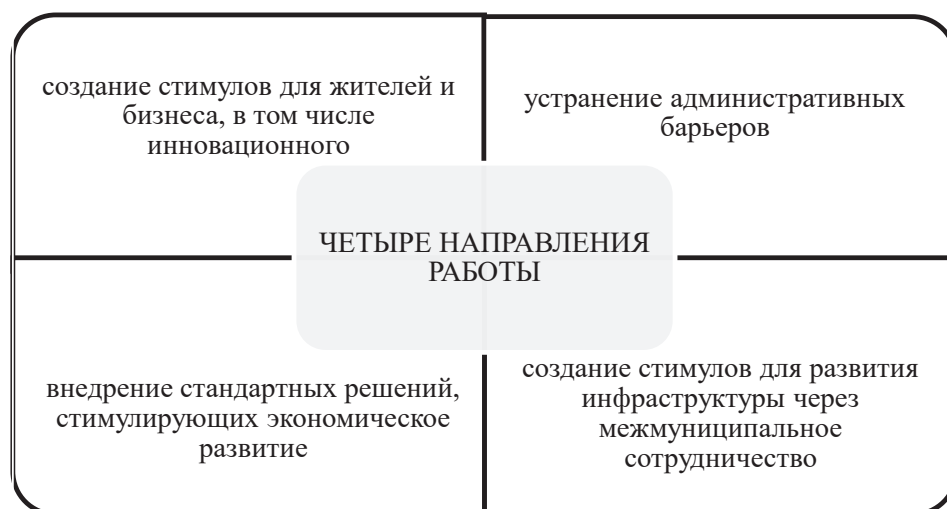 создание стимулов для жителей и
бизнеса, в том числе
инновационного
устранение административных
барьеров
ЧЕТЫРЕ НАПРАВЛЕНИЯ
РАБОТЫ
внедрение стандартных решений,
стимулирующих экономическое
развитие
создание стимулов для развития
инфраструктуры через
межмуниципальное
сотрудничество